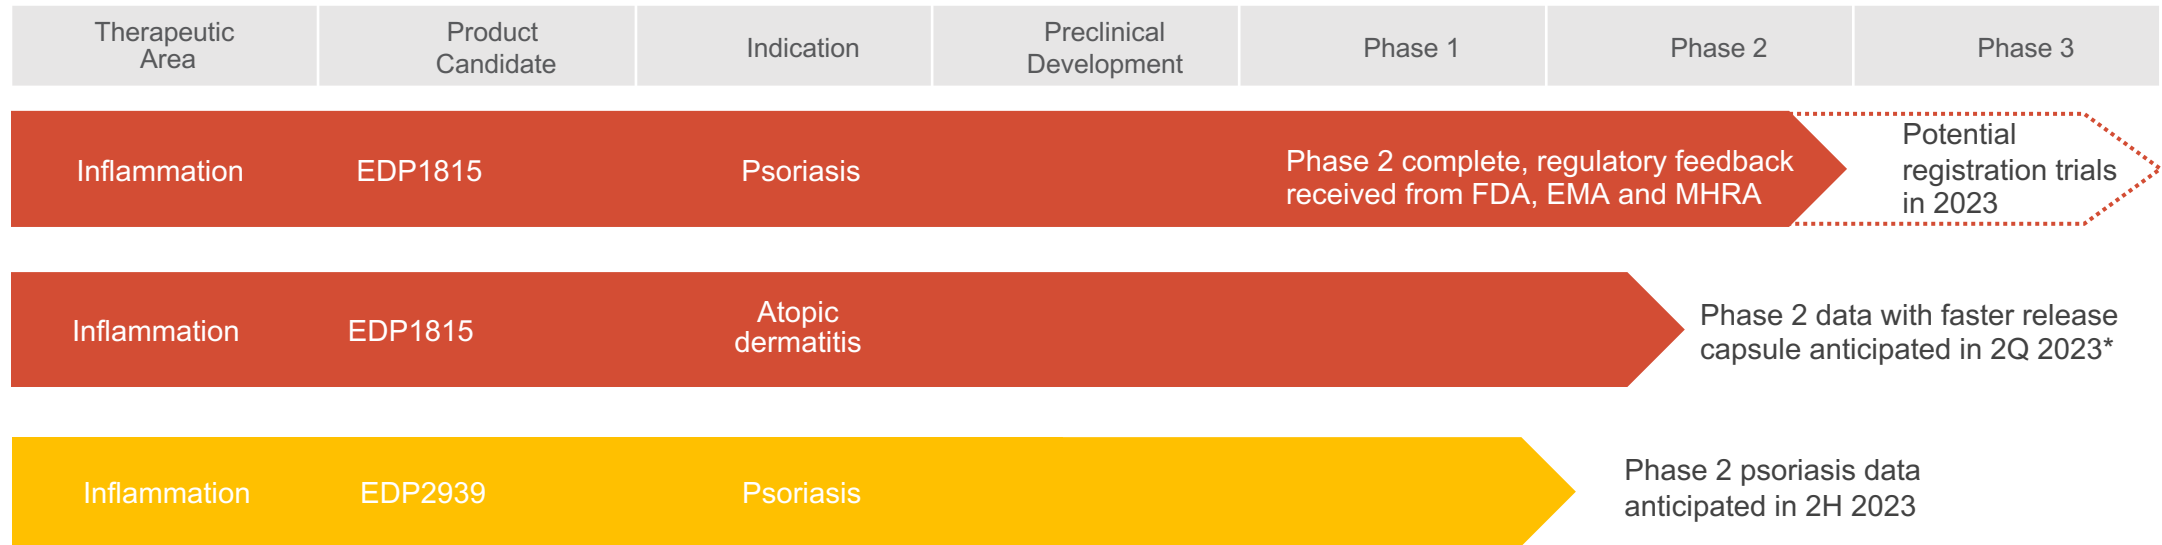 Therapeutic
Area
Product
Candidate
Indication
Preclinical
Development
Phase 1
Phase 2
Phase 3
Inflammation
EDP1815
Psoriasis
Phase 2 complete, regulatory feedback
received from FDA, EMA and MHRA
Potential
registration trials
in 2023
Inflammation
EDP1815
Atopic
dermatitis
Phase 2 data with faster release
capsule anticipated in 2Q 2023*
Inflammation
EDP2939
Psoriasis
Phase 2 psoriasis data
anticipated in 2H 2023